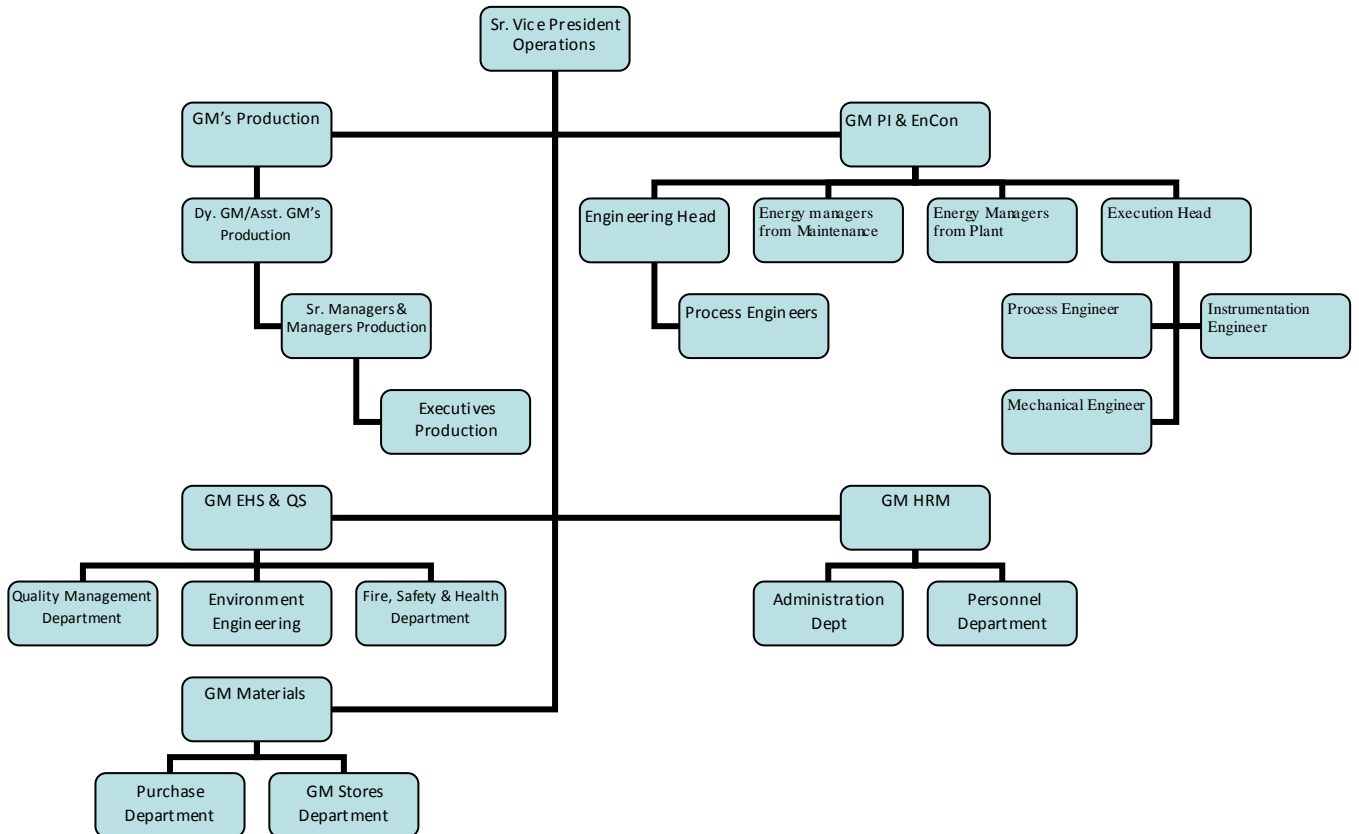 Sr. Vice President
Operations
GM's Production
GM PI & EnCon
Dy. GM/Asst. GM's
Production
Engineering Head
Energy managers
from Maintenance
Energy Managers
from Plant
Execution Head
Sr. Managers &
Managers Production
Process Engineers
Process Engineer
Instrumentation
Engineer
Executives
Production
Mechanical Engineer
GM EHS & QS
GM HRM
Quality Management
Department
Environment
Engineering
Fire, Safety & Health
Department
Administration
Dept
Personnel
Department
GM Materials
Purchase
Department
GM Stores
Department